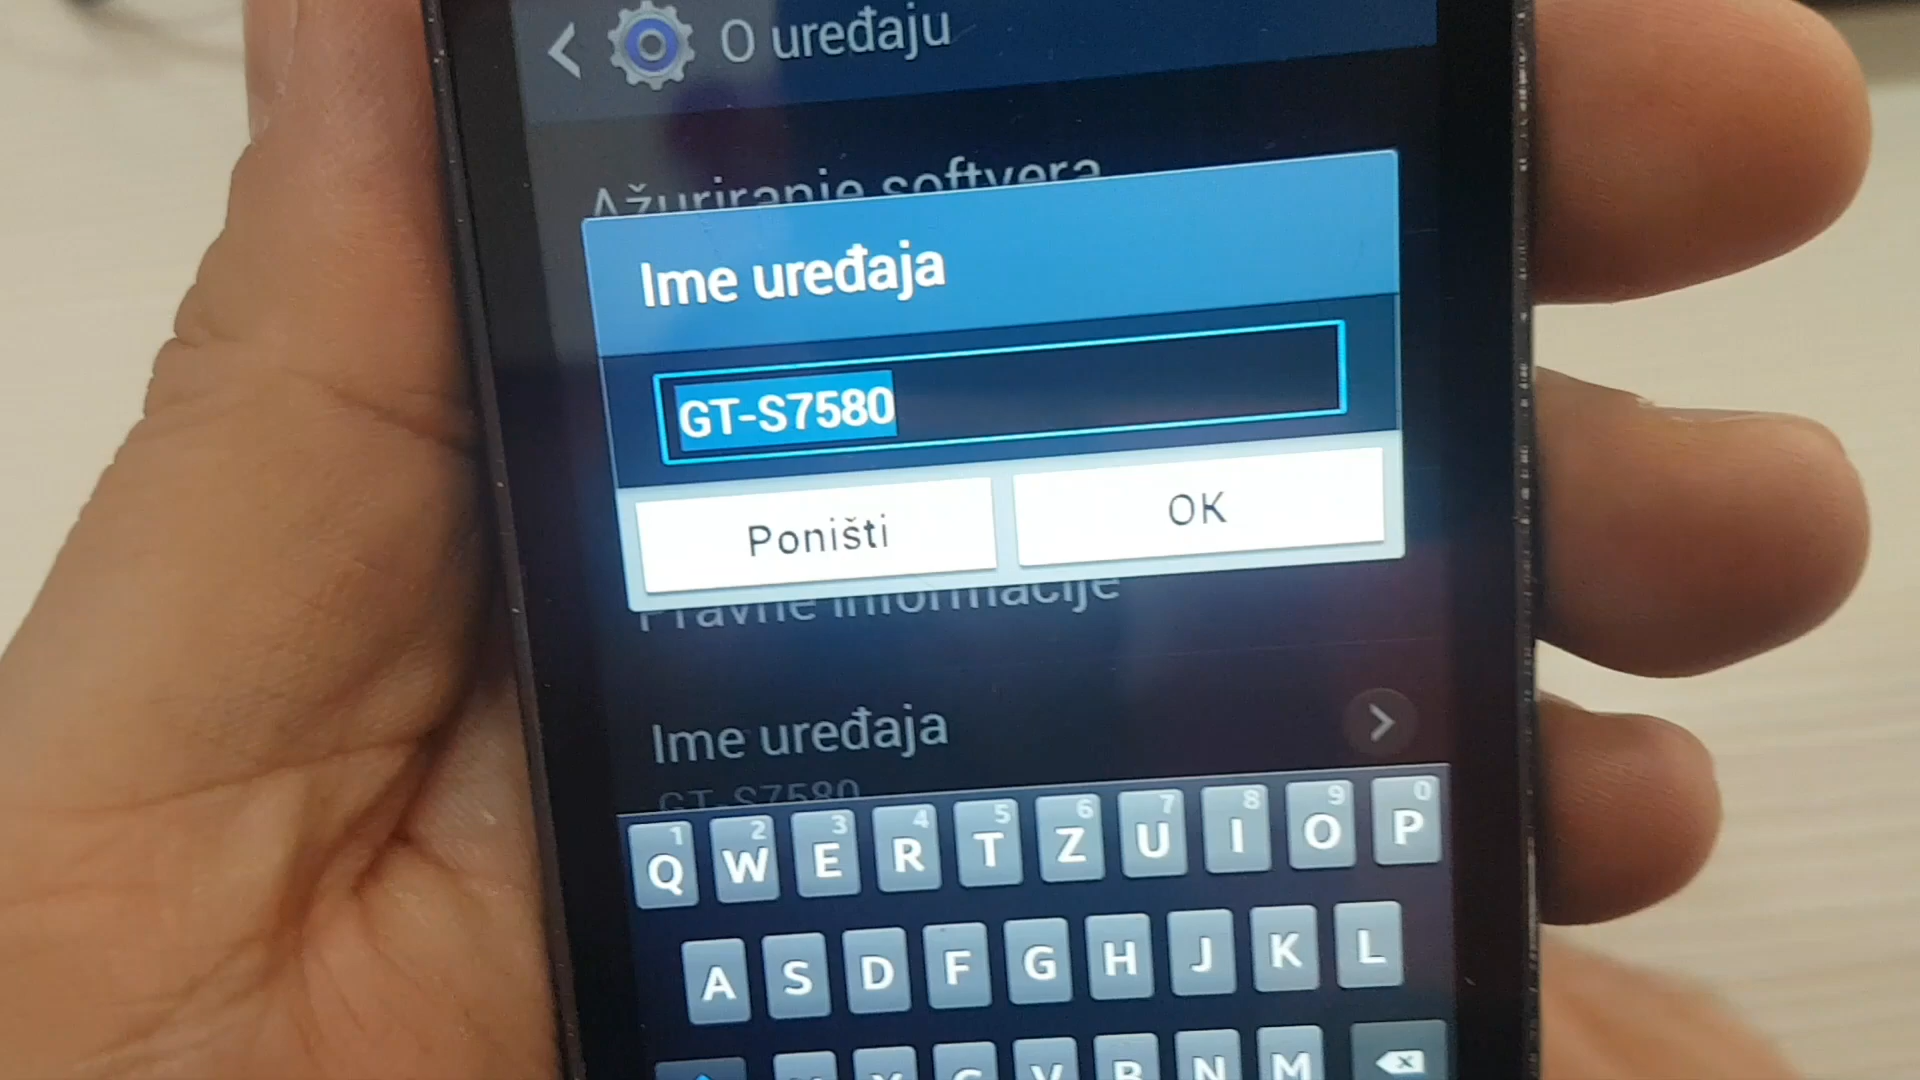 O uređaju
Ažuriranje softvera
Ime uređaja
GT-S7580
Poništi
OK
Pravne informacije
Ime uređaja
GT-S7580
1 2 3 4 5 6 7 8 9 0
Q W E R T Z U I O P
A S D F G H J K L
Y X C V B N M